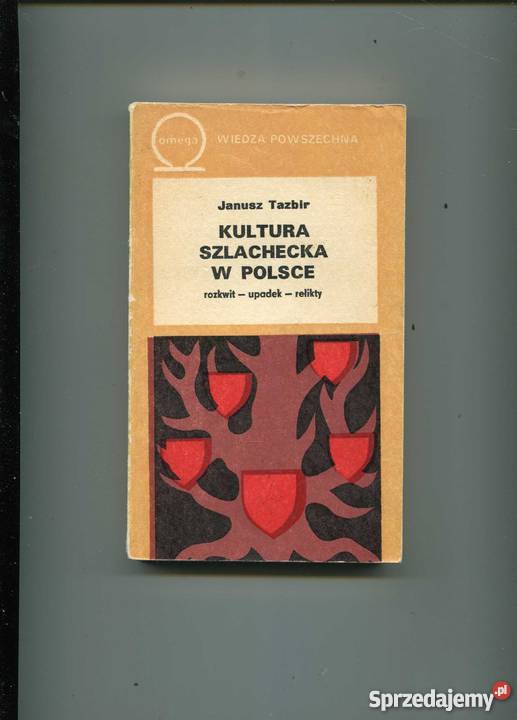 omega
WIEDZA POWSZECHNA
Janusz Tazbir
KULTURA
SZLACHECKA
W POLSCE
rozkwit — upadek — relikty
Sprzedajemy.pl